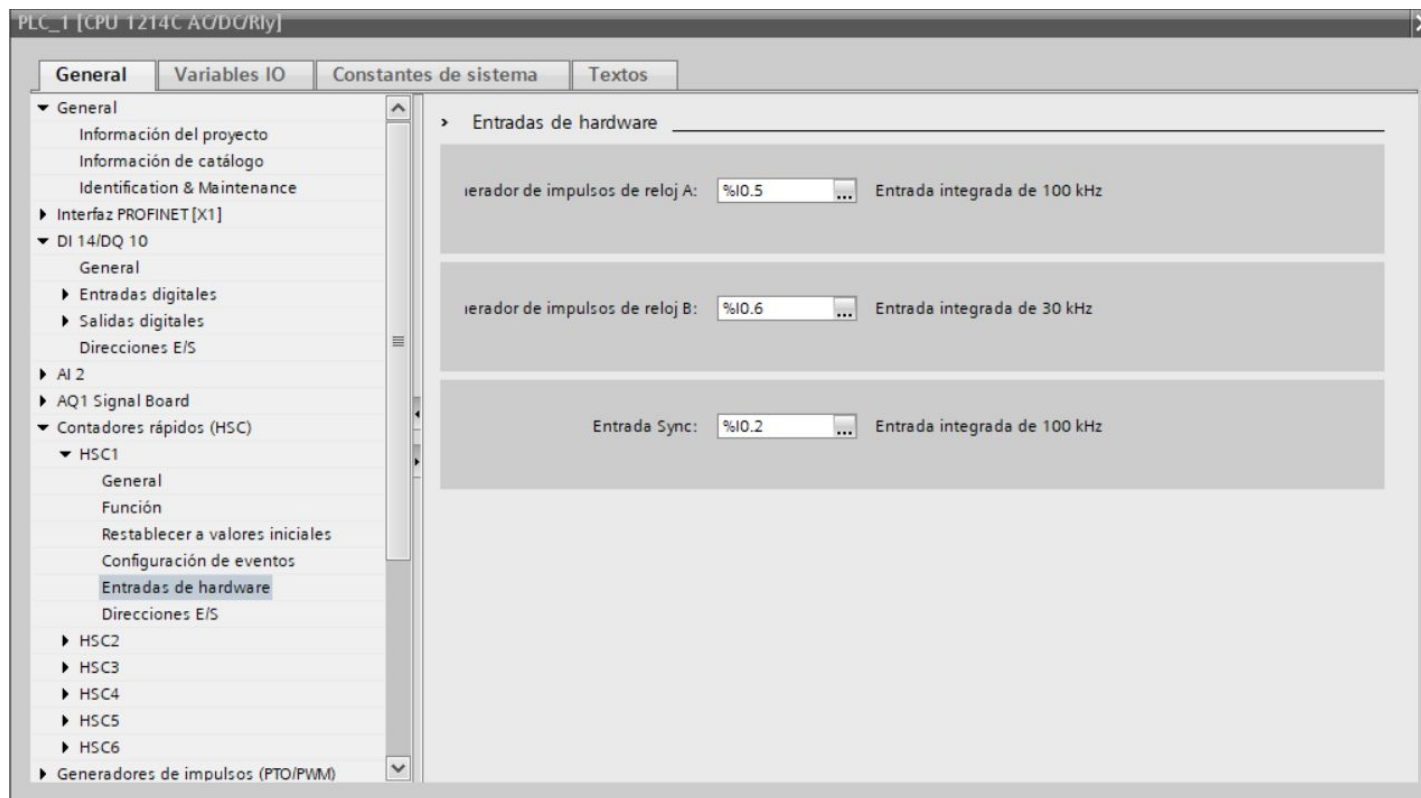 PLC_1 [CPU 1214C AC/DC/Rly]
General Variables IO Constantes de sistema Textos
General
Información del proyecto
Información de catálogo
Identification & Maintenance
Interfaz PROFINET [X1]
DI 14/DQ 10
General
Entradas digitales
Salidas digitales
Direcciones E/S
AI 2
AQ1 Signal Board
Contadores rápidos (HSC)
HSC1
General
Función
Restablecer a valores iniciales
Configuración de eventos
Entradas de hardware
Direcciones E/S
HSC2
HSC3
HSC4
HSC5
HSC6
Generadores de impulsos (PTO/PWM)
Entradas de hardware
nerador de impulsos de reloj A: %I0.5 ... Entrada integrada de 100 kHz
nerador de impulsos de reloj B: %I0.6 ... Entrada integrada de 30 kHz
Entrada Sync: %I0.2 ... Entrada integrada de 100 kHz